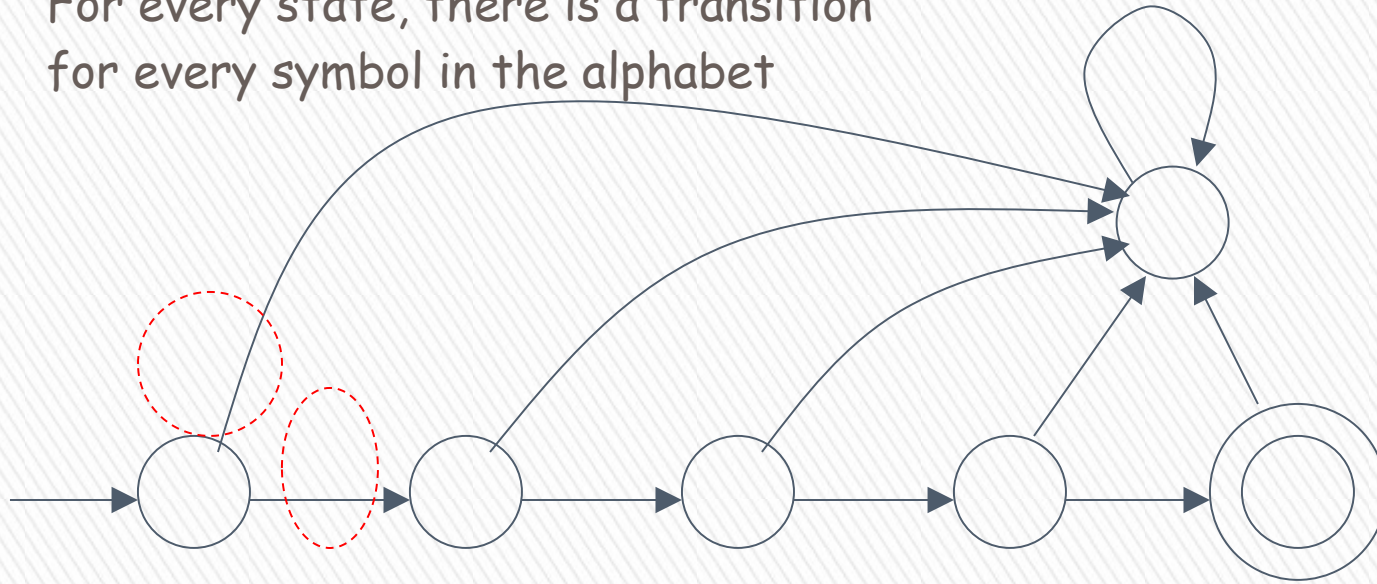 For every state, there is a transition
for every symbol in the alphabet